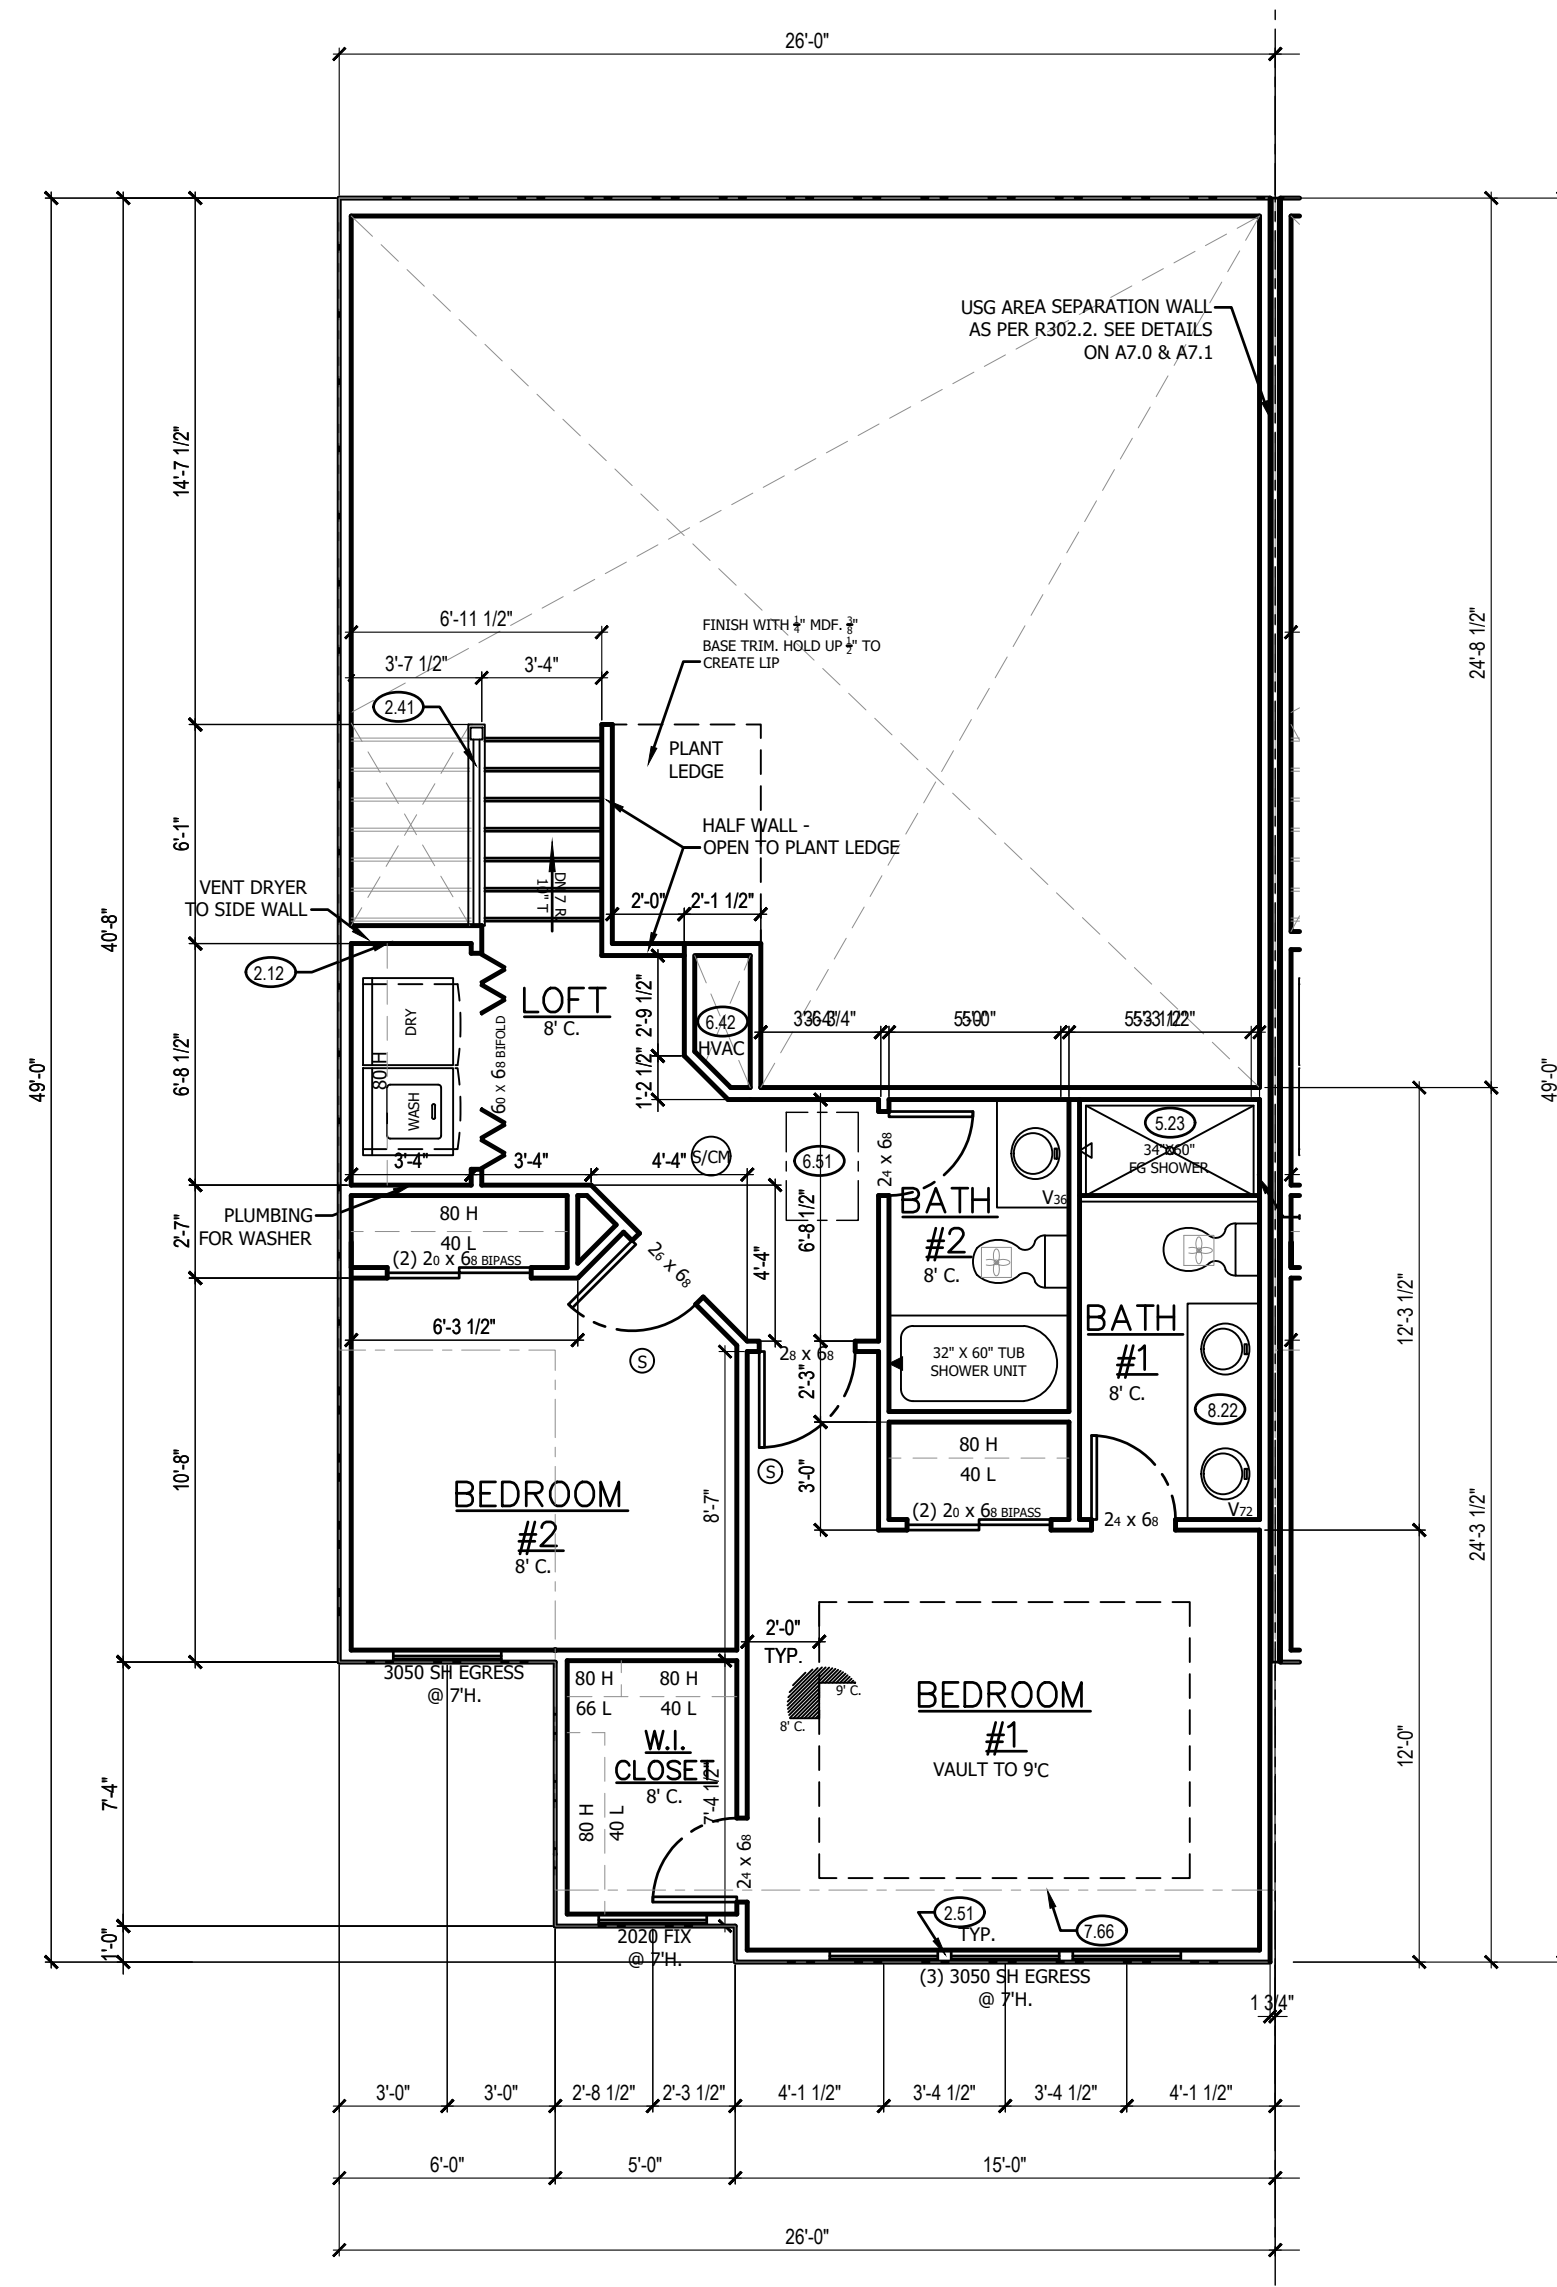 26'-0"
USG AREA SEPARATION WALL
AS PER R302.2. SEE DETAILS
ON A7.0 & A7.1
14'-7 1/2"
24'-8 1/2"
6'-11 1/2"
3'-7 1/2"
3'-4"
FINISH WITH 1/4" MDF. 3/8"
BASE TRIM. HOLD UP 1/2" TO
CREATE LIP
2.41
PLANT
LEDGE
6'-1"
HALF WALL -
OPEN TO PLANT LEDGE
DN 7 R
10" T
VENT DRYER
TO SIDE WALL
2'-0"
2'-1 1/2"
40'-8"
2.12
LOFT
8' C.
2'-9 1/2"
6.42
HVAC
1'-2 1/2"
DRY
80 H
60 X 68 BIFOLD
WASH
5'-0"
49'-0"
49'-0"
6'-8 1/2"
3'-4"
3'-4"
4'-4"
S/CM
6.51
24 X 68
5.23
34"X60"
FG SHOWER
V36
BATH
#2
8' C.
PLUMBING
FOR WASHER
2'-7"
80 H
40 L
(2) 20 X 68 BIPASS
26 X 68
4'-4"
6'-8 1/2"
12'-3 1/2"
6'-3 1/2"
S
28 X 68
32" X 60" TUB
SHOWER UNIT
BATH
#1
8' C.
8.22
2'-3"
3'-0"
80 H
40 L
(2) 20 X 68 BIPASS
24 X 68
V72
S
10'-8"
BEDROOM
#2
8' C.
8'-7"
24'-3 1/2"
2'-0"
TYP.
3050 SH EGRESS
@ 7'H.
80 H
66 L
80 H
40 L
W.I.
CLOSET
8' C.
7'-4 1/2"
80 H
40 L
9' C.
8' C.
BEDROOM
#1
VAULT TO 9'C
12'-0"
7'-4"
24 X 68
2.51
TYP.
7.66
1'-0"
2020 FIX
@ 7'H.
(3) 3050 SH EGRESS
@ 7'H.
1 3/4"
3'-0"
3'-0"
2'-8 1/2"
2'-3 1/2"
4'-1 1/2"
3'-4 1/2"
3'-4 1/2"
4'-1 1/2"
6'-0"
5'-0"
15'-0"
26'-0"